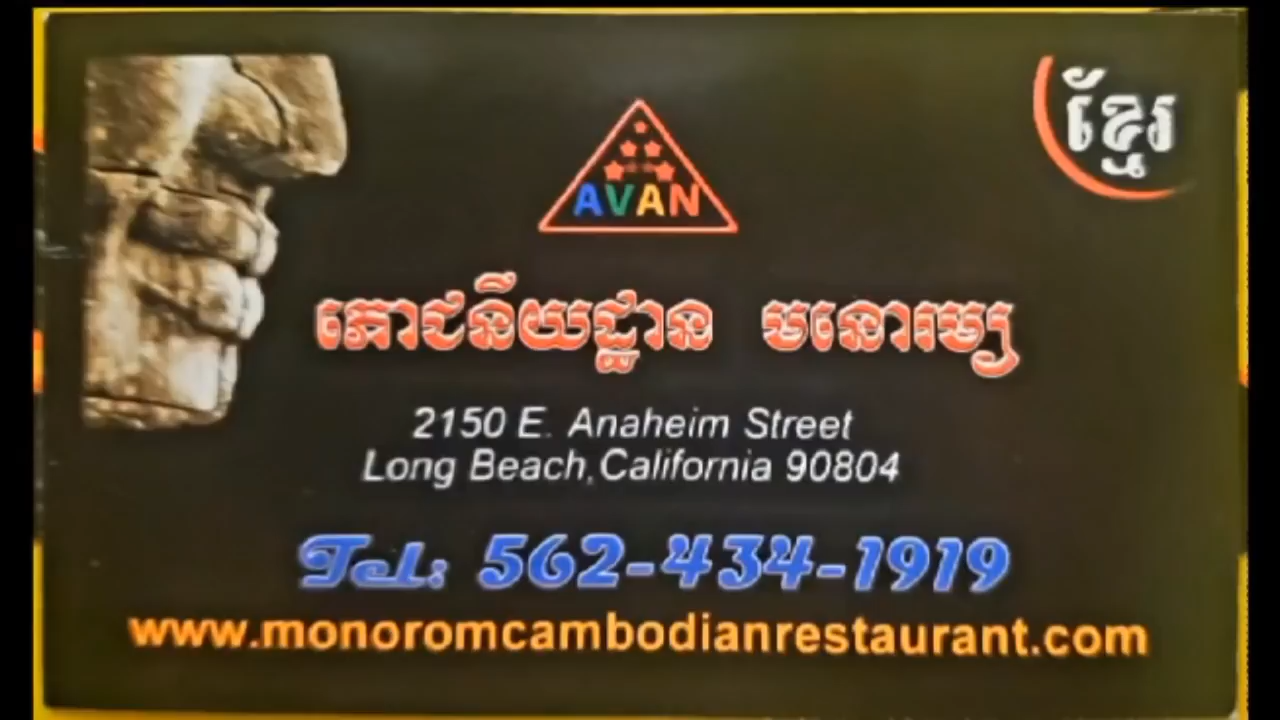 ខ្មែរ
AVAN
ភោជនីយដ្ឋាន មនោរម្យ
2150 E. Anaheim Street
Long Beach, California 90804
Tel: 562-434-1919
www.monoromcambodianrestaurant.com